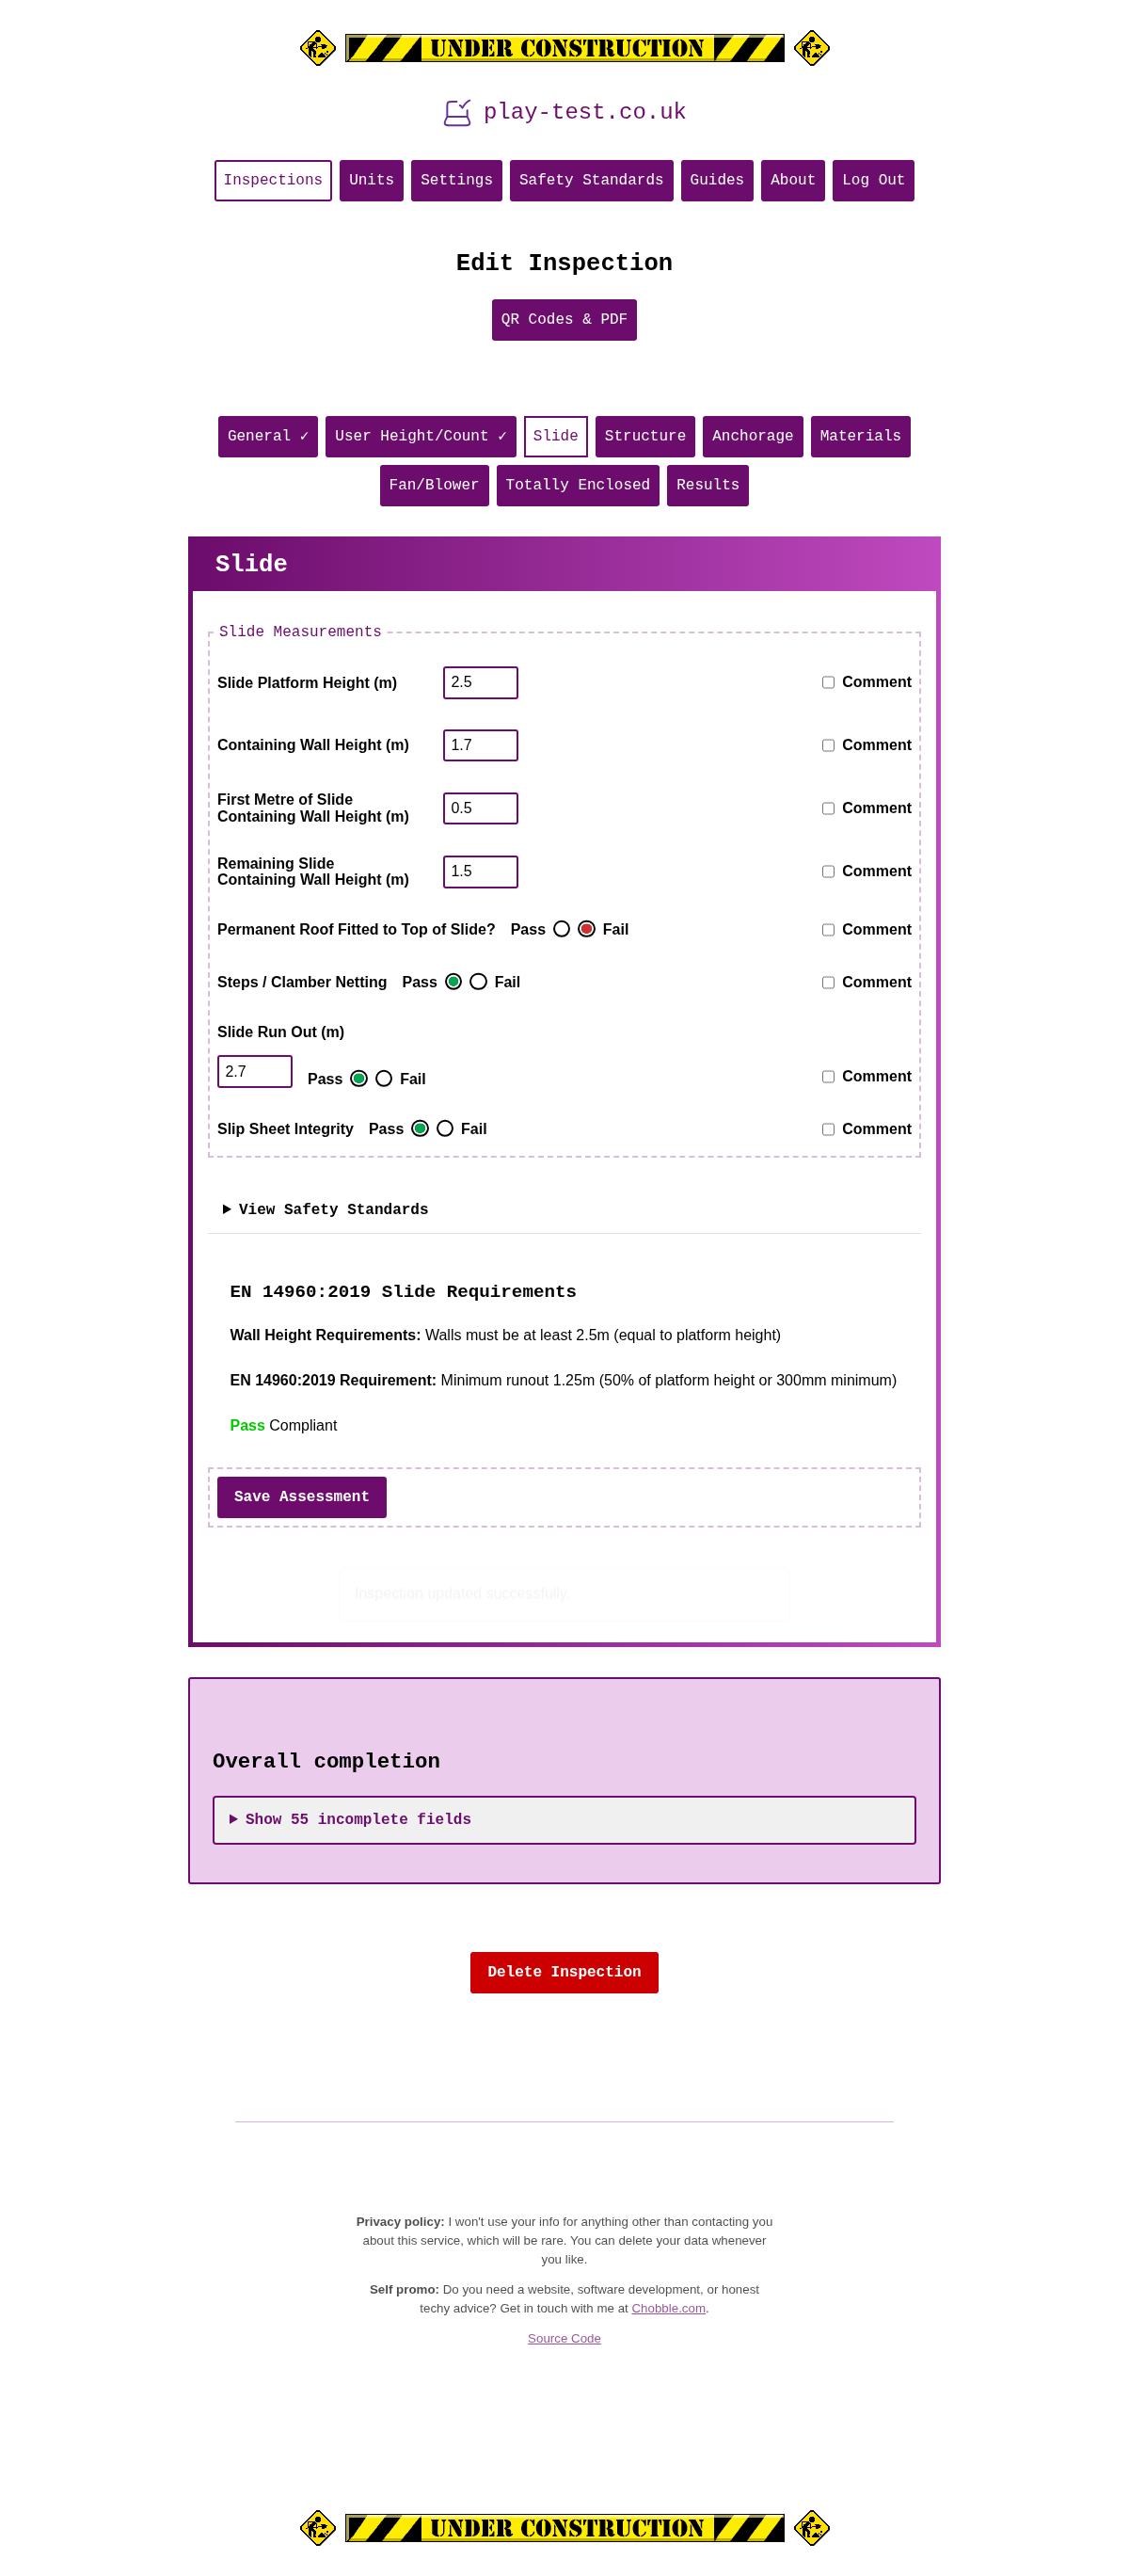 UNDER CONSTRUCTION
play-test.co.uk
Inspections Units Settings Safety Standards Guides About Log Out
Edit Inspection
QR Codes & PDF
General ✓ User Height/Count ✓ Slide Structure Anchorage Materials
Fan/Blower Totally Enclosed Results
Slide
Slide Measurements
Slide Platform Height (m) 2.5 Comment
Containing Wall Height (m) 1.7 Comment
First Metre of Slide
Containing Wall Height (m) 0.5 Comment
Remaining Slide
Containing Wall Height (m) 1.5 Comment
Permanent Roof Fitted to Top of Slide? Pass Fail Comment
Steps / Clamber Netting Pass Fail Comment
Slide Run Out (m)
2.7 Pass Fail Comment
Slip Sheet Integrity Pass Fail Comment
View Safety Standards
EN 14960:2019 Slide Requirements
Wall Height Requirements: Walls must be at least 2.5m (equal to platform height)
EN 14960:2019 Requirement: Minimum runout 1.25m (50% of platform height or 300mm minimum)
Pass Compliant
Save Assessment
Inspection updated successfully.
Overall completion
Show 55 incomplete fields
Delete Inspection
Privacy policy: I won't use your info for anything other than contacting you
about this service, which will be rare. You can delete your data whenever
you like.
Self promo: Do you need a website, software development, or honest
techy advice? Get in touch with me at Chobble.com.
Source Code
UNDER CONSTRUCTION